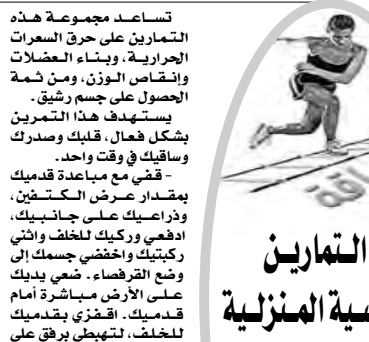 تساعد مجموعة هذه
التمارين على حرق السعرات
الحرارية، وبناء العضلات
وإنقاص الوزن، ومن ثمة
الحصول على جسم رشيق.
يستهدف هذا التمرين
بشكل فعال، قلبك وصدرك
وساقيك في وقت واحد.
- قفي مع مباعدة قدميك
بمقدار عرض الكتفين،
وذراعيك على جانبيك،
ادفعي وركيك للخلف واثني
ركبتيك واخفضي جسمك إلى
وضع القرفصاء. ضعي يديك
على الأرض مباشرة أمام
قدميك. اقفزي بقدميك
للخلف، لتهبطي برفق على
التمارين
المنزلية